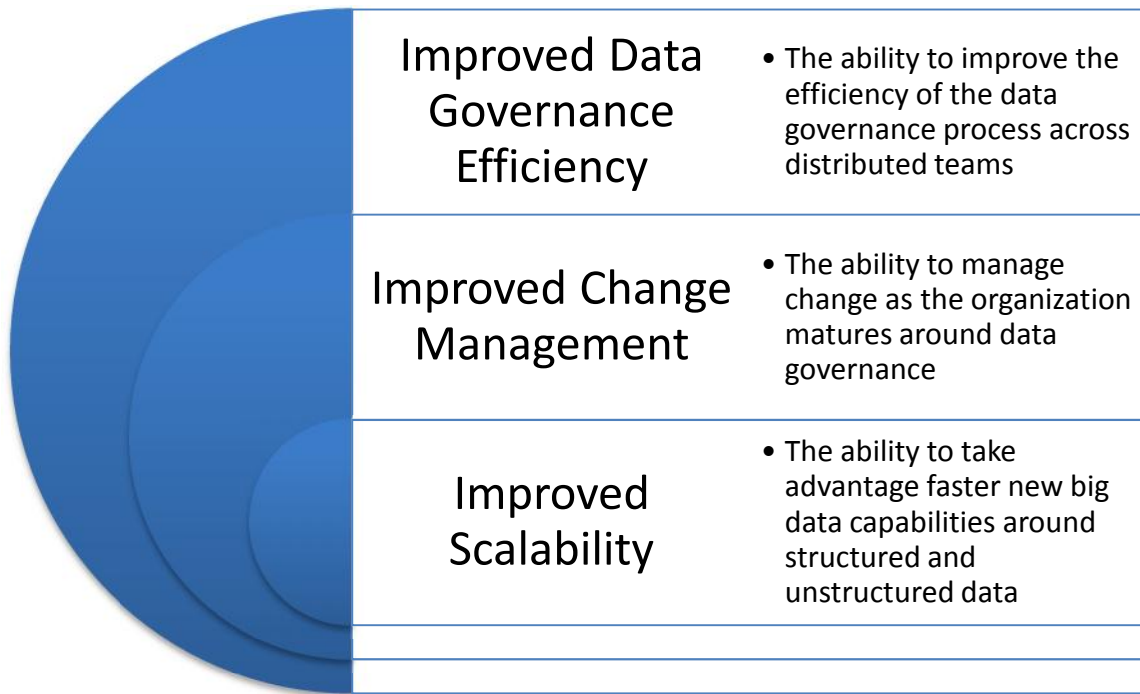 Improved Data
Governance
Efficiency
• The ability to improve the
efficiency of the data
governance process across
distributed teams
Improved Change
Management
• The ability to manage
change as the organization
matures around data
governance
Improved
Scalability
• The ability to take
advantage faster new big
data capabilities around
structured and
unstructured data